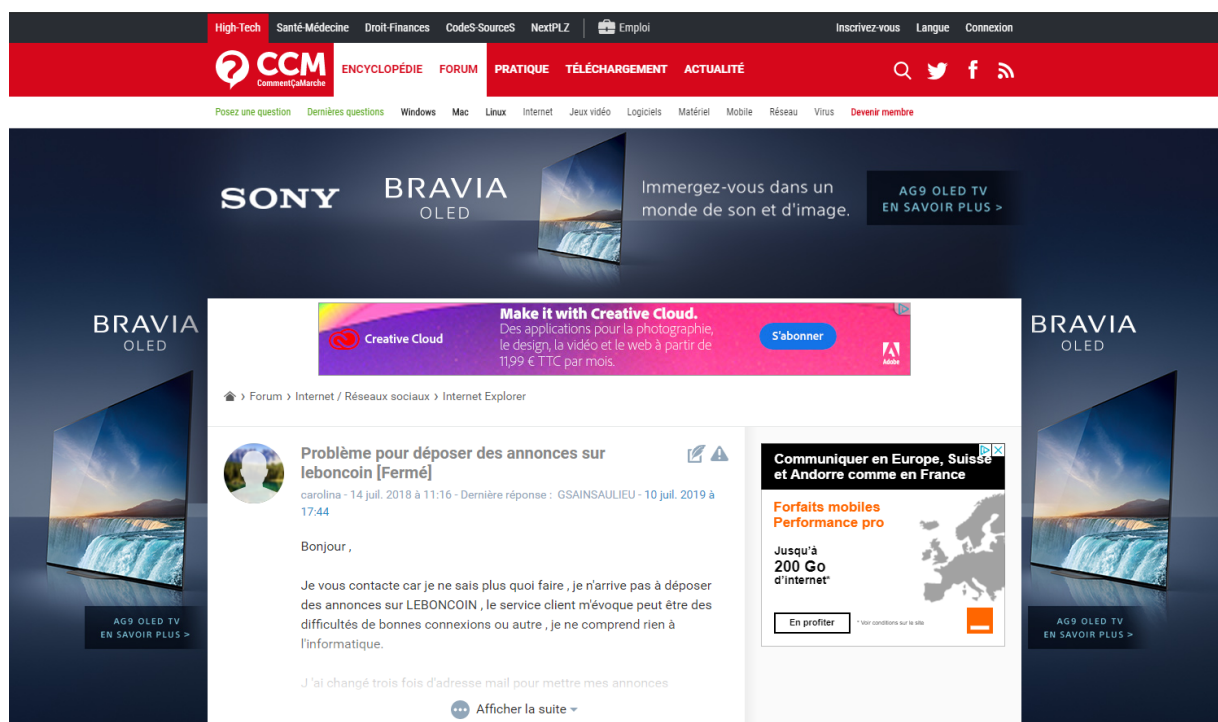 High-Tech Santé-Médecine Droit-Finances CodeS-SourceS NextPLZ Emploi Inscrivez-vous Langue Connexion
CCM
CommentÇaMarche
ENCYCLOPÉDIE FORUM PRATIQUE TÉLÉCHARGEMENT ACTUALITÉ
Posez une question Dernières questions Windows Mac Linux Internet Jeux vidéo Logiciels Matériel Mobile Réseau Virus Devenir membre
SONY
BRAVIA
OLED
Immergez-vous dans un
monde de son et d'image.
AG9 OLED TV
EN SAVOIR PLUS >
BRAVIA
OLED
AG9 OLED TV
EN SAVOIR PLUS >
Creative Cloud
Make it with Creative Cloud.
Des applications pour la photographie,
le design, la vidéo et le web à partir de
11,99 € TTC par mois.
S'abonner
Adobe
› Forum › Internet / Réseaux sociaux › Internet Explorer
Problème pour déposer des annonces sur
leboncoin [Fermé]
carolina - 14 juil. 2018 à 11:16 - Dernière réponse : GSAINSAULIEU - 10 juil. 2019 à
17:44
Bonjour ,
Je vous contacte car je ne sais plus quoi faire , je n'arrive pas à déposer
des annonces sur LEBONCOIN , le service client m'évoque peut être des
difficultés de bonnes connexions ou autre , je ne comprend rien à
l'informatique.
J 'ai changé trois fois d'adresse mail pour mettre mes annonces
Afficher la suite
Communiquer en Europe, Suisse
et Andorre comme en France
Forfaits mobiles
Performance pro
Jusqu'à
200 Go
d'internet*
En profiter
* Voir conditions sur le site
BRAVIA
OLED
AG9 OLED TV
EN SAVOIR PLUS >